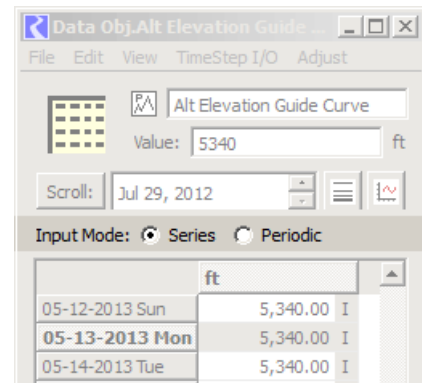 Data Obj.Alt Elevation Guide ...
File Edit View TimeStep I/O Adjust
Alt Elevation Guide Curve
Value: 5340 ft
Scroll: Jul 29, 2012
Input Mode: Series Periodic
ft
05-12-2013 Sun 5,340.00 I
05-13-2013 Mon 5,340.00 I
05-14-2013 Tue 5,340.00 I